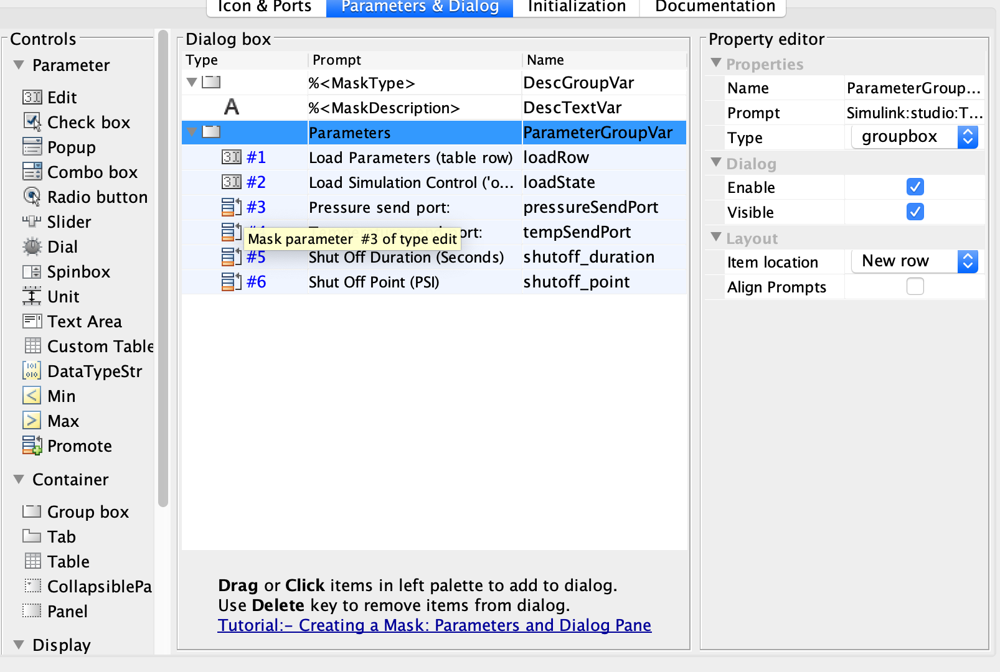 Icon & Ports Parameters & Dialog Initialization Documentation
Controls
Parameter
Edit
Check box
Popup
Combo box
Radio button
Slider
Dial
Spinbox
Unit
Text Area
Custom Table
DataTypeStr
Min
Max
Promote
Container
Group box
Tab
Table
CollapsiblePa
Panel
Display
Dialog box
Type Prompt Name
%<MaskType> DescGroupVar
A %<MaskDescription> DescTextVar
Parameters ParameterGroupVar
#1 Load Parameters (table row) loadRow
#2 Load Simulation Control ('o... loadState
#3 Pressure send port: pressureSendPort
ort: tempSendPort
Mask parameter #3 of type edit
#5 Shut Off Duration (Seconds) shutoff_duration
#6 Shut Off Point (PSI) shutoff_point
Drag or Click items in left palette to add to dialog.
Use Delete key to remove items from dialog.
Tutorial:- Creating a Mask: Parameters and Dialog Pane
Property editor
Properties
Name ParameterGroup...
Prompt Simulink:studio:T...
Type groupbox
Dialog
Enable
Visible
Layout
Item location New row
Align Prompts